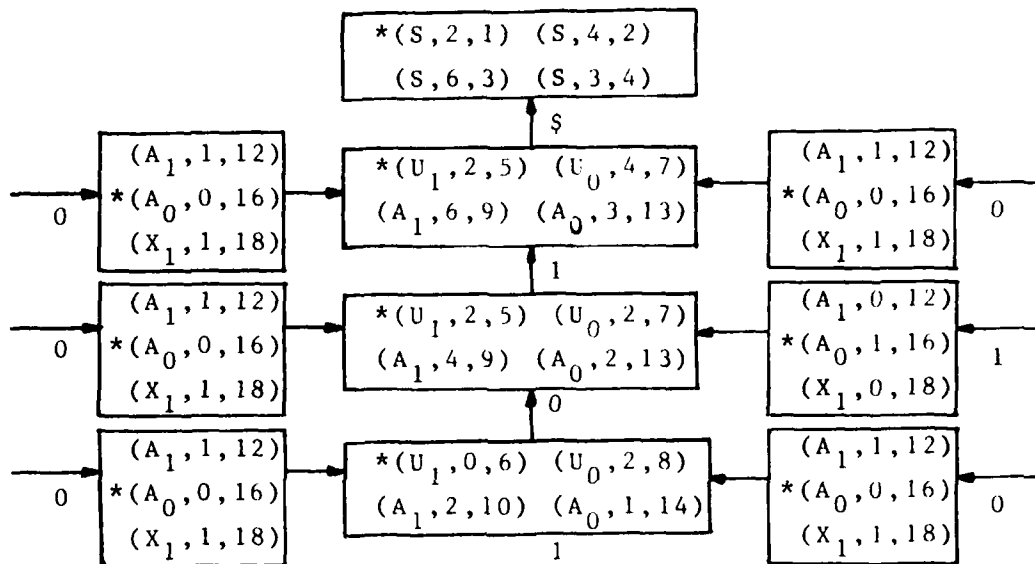 *(S,2,1) (S,4,2)
(S,6,3) (S,3,4)
$
(A₁,1,12)
*(A₀,0,16)
(X₁,1,18)
0
*(U₁,2,5) (U₀,4,7)
(A₁,6,9) (A₀,3,13)
1
(A₁,1,12)
*(A₀,0,16)
(X₁,1,18)
0
(A₁,1,12)
*(A₀,0,16)
(X₁,1,18)
0
*(U₁,2,5) (U₀,2,7)
(A₁,4,9) (A₀,2,13)
0
(A₁,0,12)
*(A₀,1,16)
(X₁,0,18)
1
(A₁,1,12)
*(A₀,0,16)
(X₁,1,18)
0
*(U₁,0,6) (U₀,2,8)
(A₁,2,10) (A₀,1,14)
1
(A₁,1,12)
*(A₀,0,16)
(X₁,1,18)
0